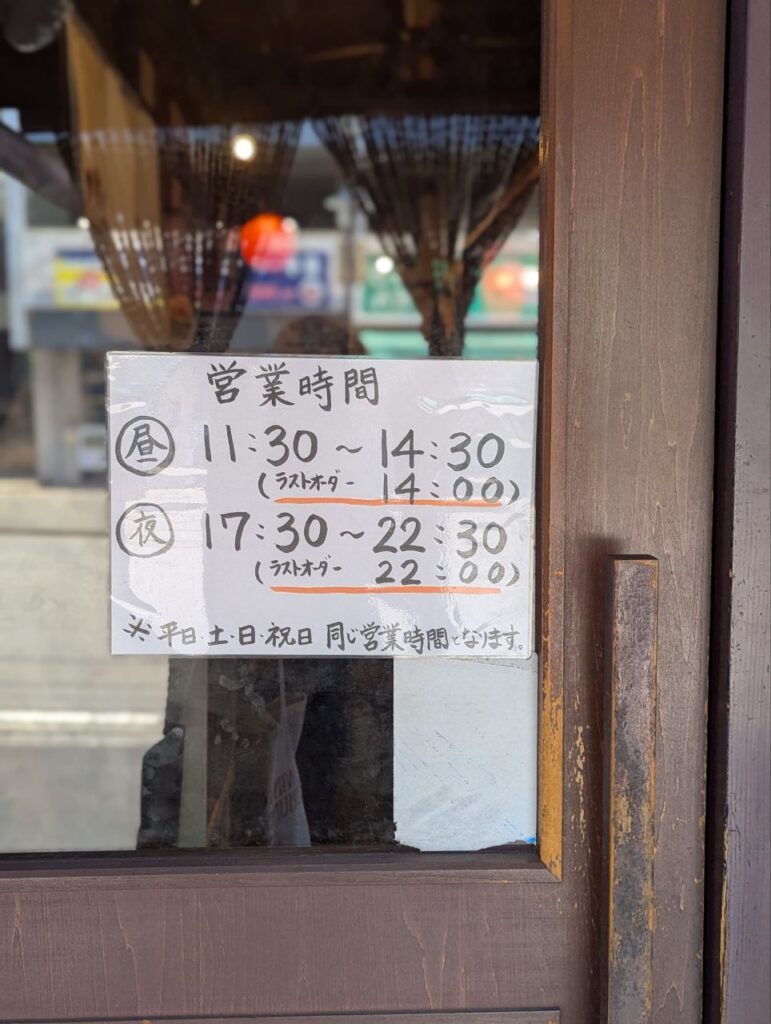 営業時間
昼 11:30 ~ 14:30
(ラストオーダー 14:00)
夜 17:30 ~ 22:30
(ラストオーダー 22:00)
※平日・土・日・祝日 同じ営業時間となります。